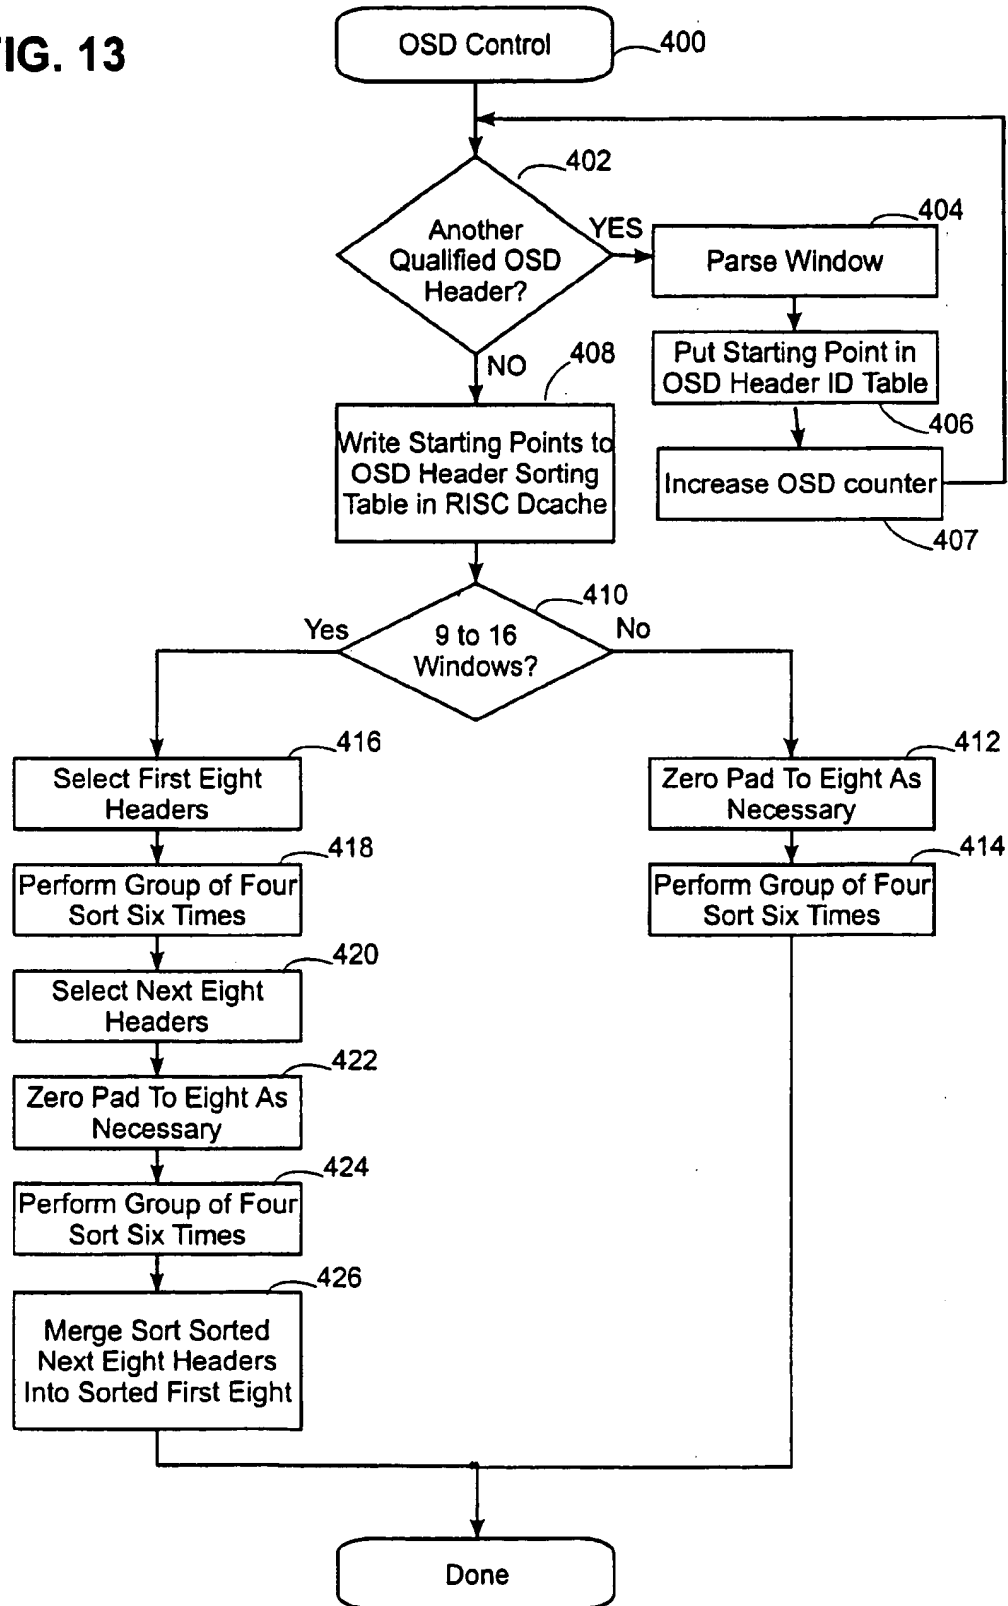 FIG. 13
OSD Control
400
402
Another
Qualified OSD
Header?
YES
404
Parse Window
Put Starting Point in
OSD Header ID Table
406
Increase OSD counter
407
NO
408
Write Starting Points to
OSD Header Sorting
Table in RISC Dcache
410
9 to 16
Windows?
Yes
No
416
Select First Eight
Headers
418
Perform Group of Four
Sort Six Times
420
Select Next Eight
Headers
422
Zero Pad To Eight As
Necessary
424
Perform Group of Four
Sort Six Times
426
Merge Sort Sorted
Next Eight Headers
Into Sorted First Eight
412
Zero Pad To Eight As
Necessary
414
Perform Group of Four
Sort Six Times
Done